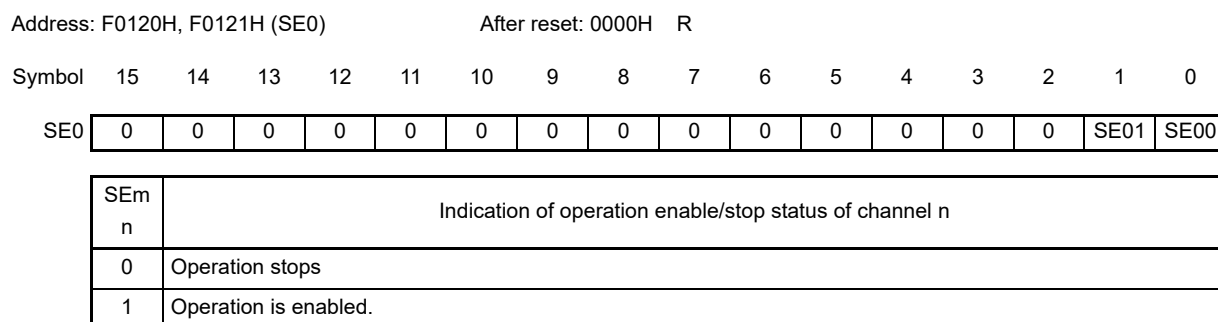 Address: F0120H, F0121H (SE0) After reset: 0000H R
Symbol 15 14 13 12 11 10 9 8 7 6 5 4 3 2 1 0
SE0 0 0 0 0 0 0 0 0 0 0 0 0 0 0 SE01 SE00
SEm
n
Indication of operation enable/stop status of channel n
0 Operation stops
1 Operation is enabled.